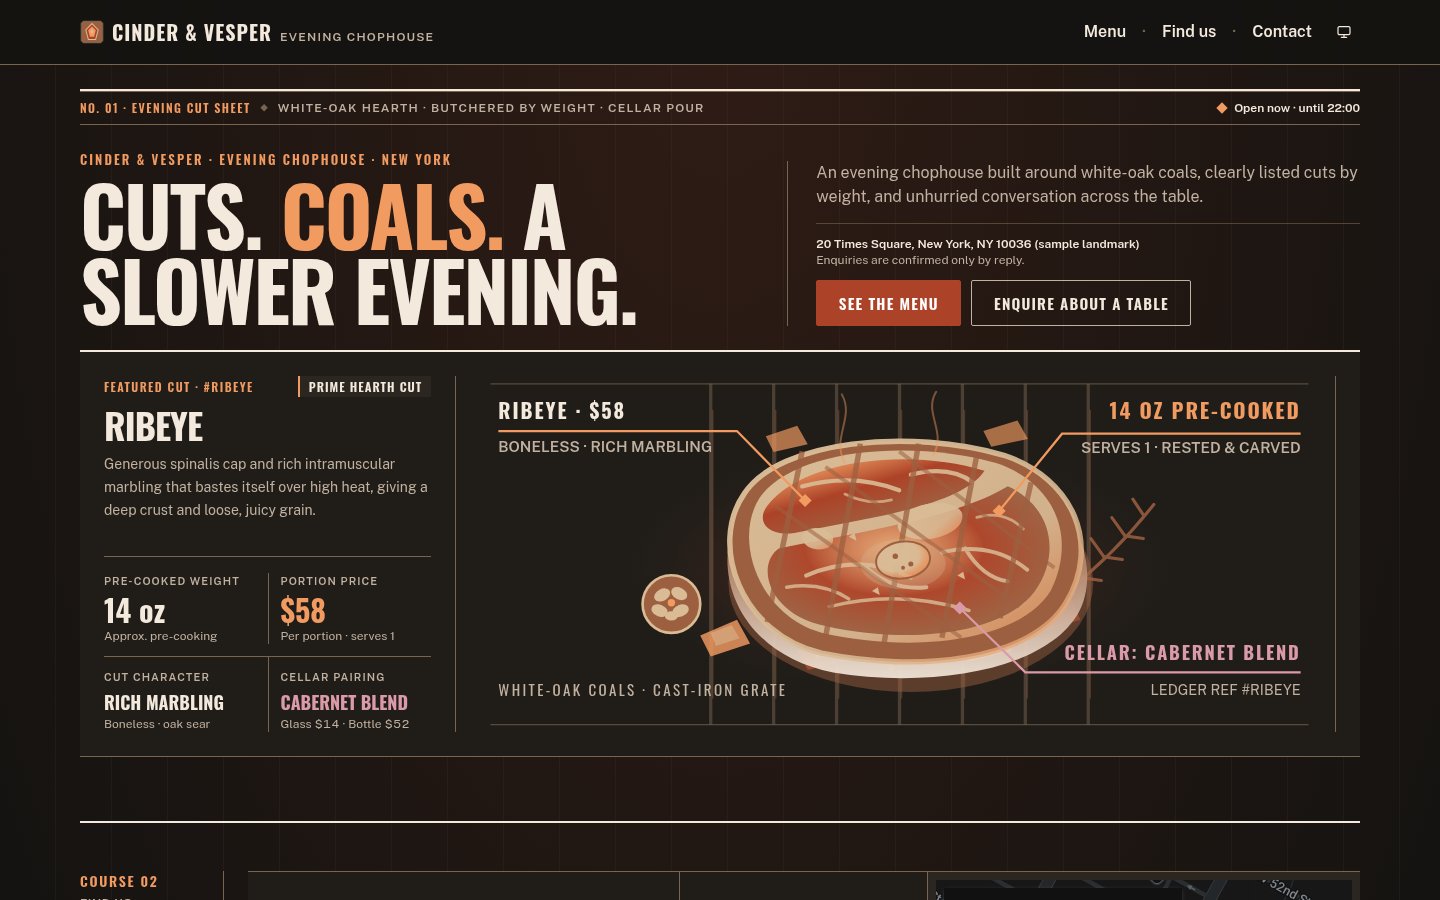 CINDER & VESPER EVENING CHOPHOUSE
Menu · Find us · Contact
NO. 01 · EVENING CUT SHEET ◆ WHITE-OAK HEARTH · BUTCHERED BY WEIGHT · CELLAR POUR
Open now · until 22:00
CINDER & VESPER · EVENING CHOPHOUSE · NEW YORK
CUTS. COALS. A
SLOWER EVENING.
An evening chophouse built around white-oak coals, clearly listed cuts by
weight, and unhurried conversation across the table.
20 Times Square, New York, NY 10036 (sample landmark)
Enquiries are confirmed only by reply.
SEE THE MENU
ENQUIRE ABOUT A TABLE
FEATURED CUT · #RIBEYE
PRIME HEARTH CUT
RIBEYE
Generous spinalis cap and rich intramuscular
marbling that bastes itself over high heat, giving a
deep crust and loose, juicy grain.
PRE-COOKED WEIGHT
14 oz
Approx. pre-cooking
PORTION PRICE
$58
Per portion · serves 1
CUT CHARACTER
RICH MARBLING
Boneless · oak sear
CELLAR PAIRING
CABERNET BLEND
Glass $14 · Bottle $52
RIBEYE · $58
BONELESS · RICH MARBLING
14 OZ PRE-COOKED
SERVES 1 · RESTED & CARVED
CELLAR: CABERNET BLEND
LEDGER REF #RIBEYE
WHITE-OAK COALS · CAST-IRON GRATE
COURSE 02
52nd St